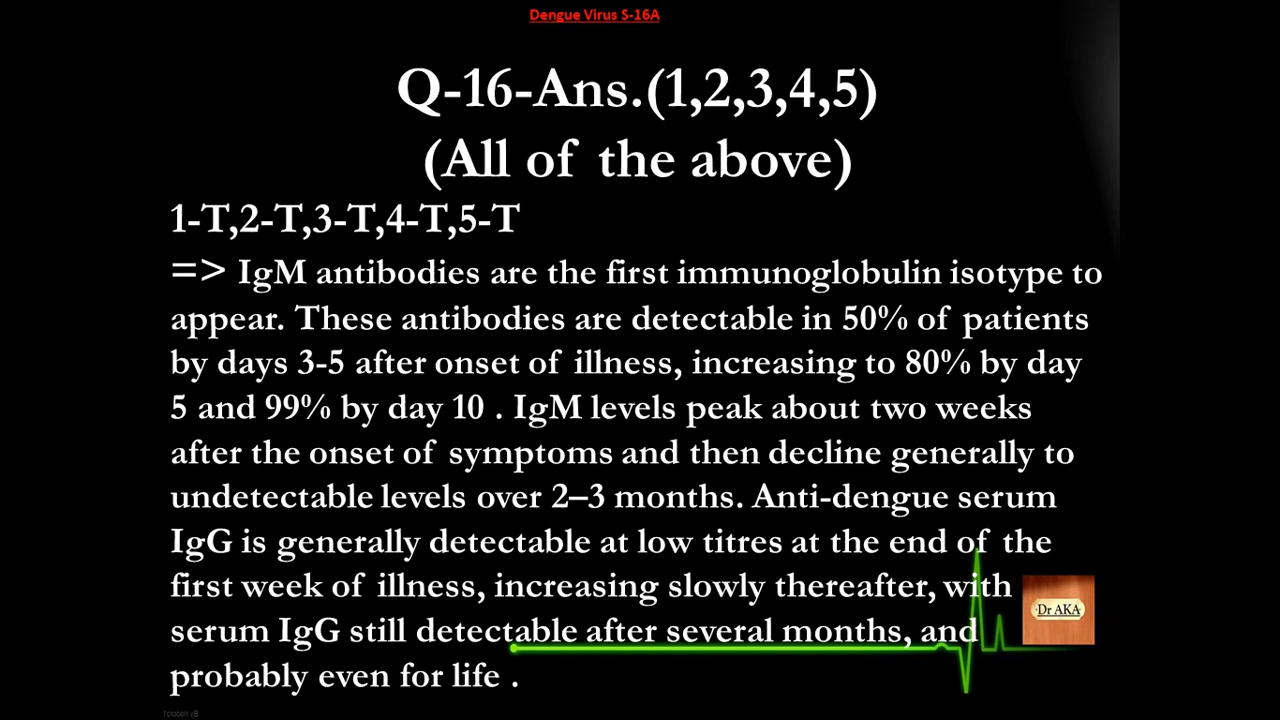 Dengue Virus S-16A
Q-16-Ans.(1,2,3,4,5)
(All of the above)
1-T,2-T,3-T,4-T,5-T
=> IgM antibodies are the first immunoglobulin isotype to
appear. These antibodies are detectable in 50% of patients
by days 3-5 after onset of illness, increasing to 80% by day
5 and 99% by day 10 . IgM levels peak about two weeks
after the onset of symptoms and then decline generally to
undetectable levels over 2–3 months. Anti-dengue serum
IgG is generally detectable at low titres at the end of the
first week of illness, increasing slowly thereafter, with
serum IgG still detectable after several months, and
probably even for life .
Dr AKA